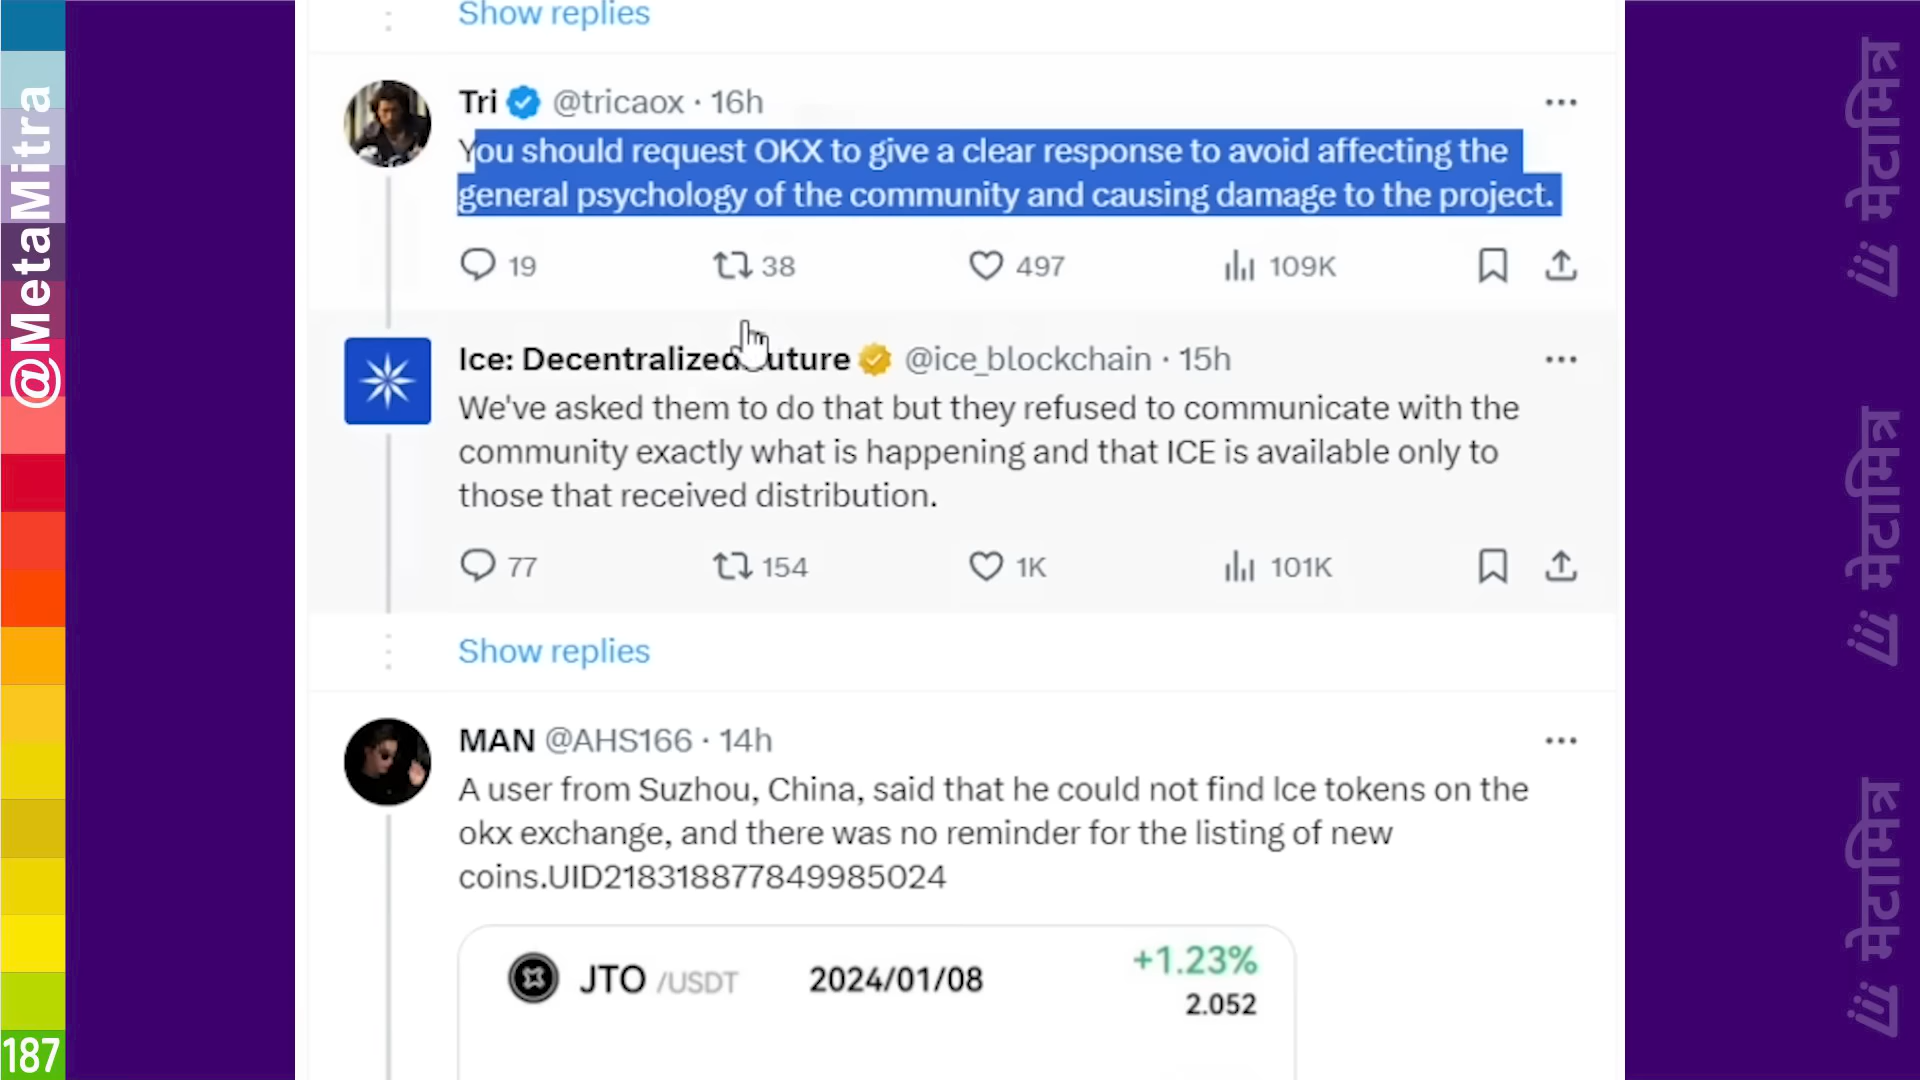 Show replies
Tri @tricaox · 16h
You should request OKX to give a clear response to avoid affecting the
general psychology of the community and causing damage to the project.
19 38 497 109K
Ice: Decentralized uture @ice_blockchain · 15h
We've asked them to do that but they refused to communicate with the
community exactly what is happening and that ICE is available only to
those that received distribution.
77 154 1K 101K
Show replies
MAN @AHS166 · 14h
A user from Suzhou, China, said that he could not find Ice tokens on the
okx exchange, and there was no reminder for the listing of new
coins.UID218318877849985024
JTO /USDT 2024/01/08 +1.23%
2.052
@MetaMitra
187
मेटामित्र
मेटामित्र
मेटामित्र